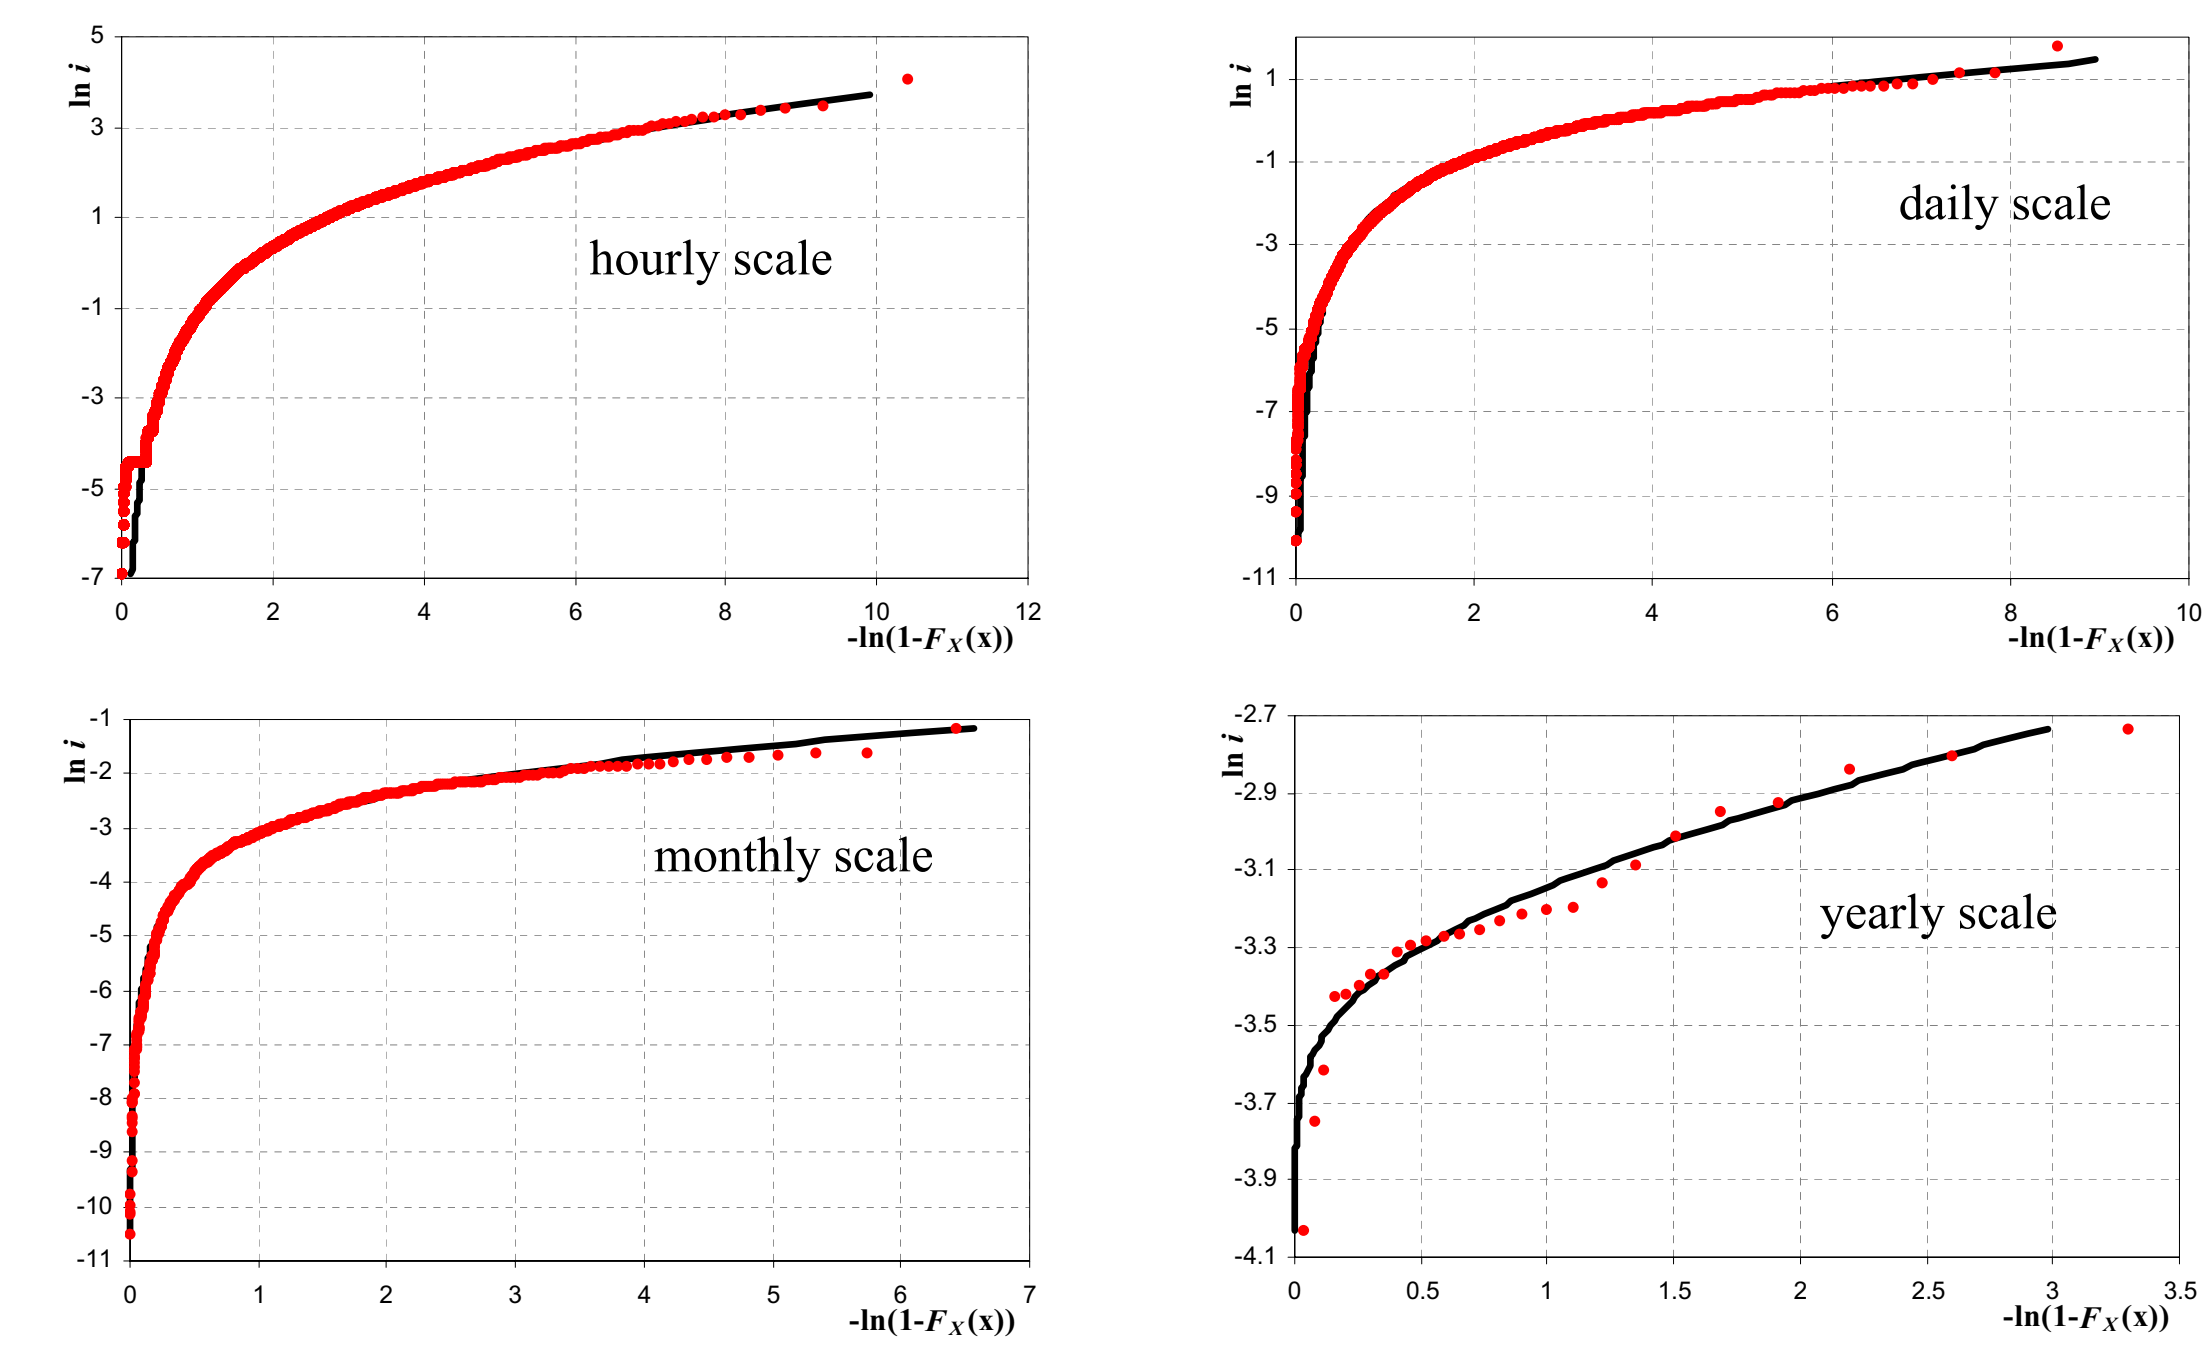 5
3
1
-1
-3
-5
-7
ln i
hourly scale
0 2 4 6 8 10 12
-ln(1-F_X(x))
1
-1
-3
-5
-7
-9
-11
ln i
daily scale
0 2 4 6 8 10
-ln(1-F_X(x))
-1
-2
-3
-4
-5
-6
-7
-8
-9
-10
-11
ln i
monthly scale
0 1 2 3 4 5 6 7
-ln(1-F_X(x))
-2.7
-2.9
-3.1
-3.3
-3.5
-3.7
-3.9
-4.1
ln i
yearly scale
0 0.5 1 1.5 2 2.5 3 3.5
-ln(1-F_X(x))